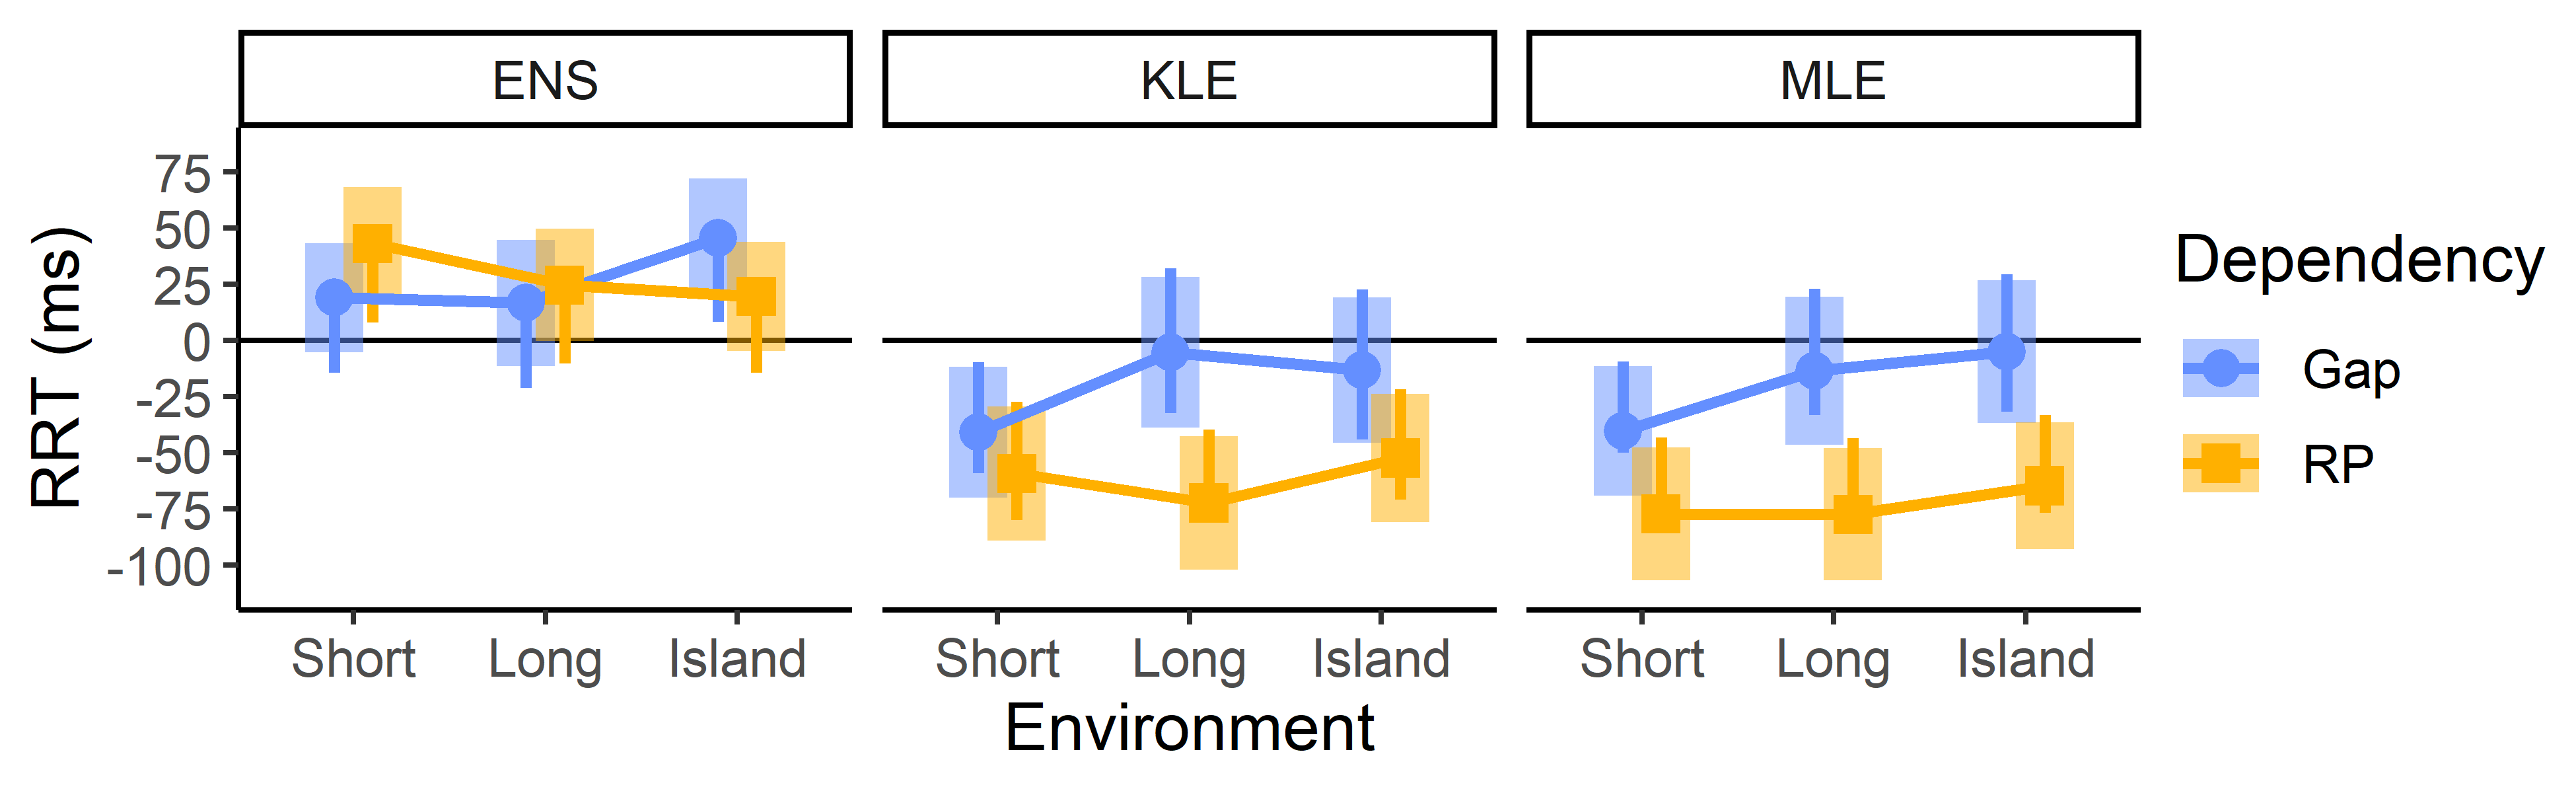 ENS
KLE
MLE
RRT (ms)
75
50
25
0
-25
-50
-75
-100
Short Long Island
Short Long Island
Short Long Island
Environment
Dependency
Gap
RP